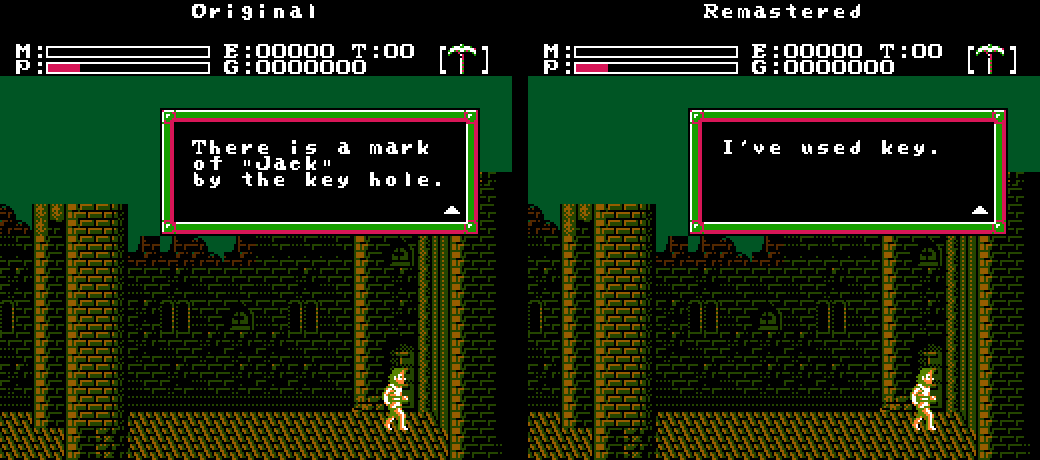 Original
M:
E:00000 T:00
P:
G:0000000
There is a mark
of "Jack"
by the key hole.
Remastered
M:
E:00000 T:00
P:
G:0000000
I've used key.